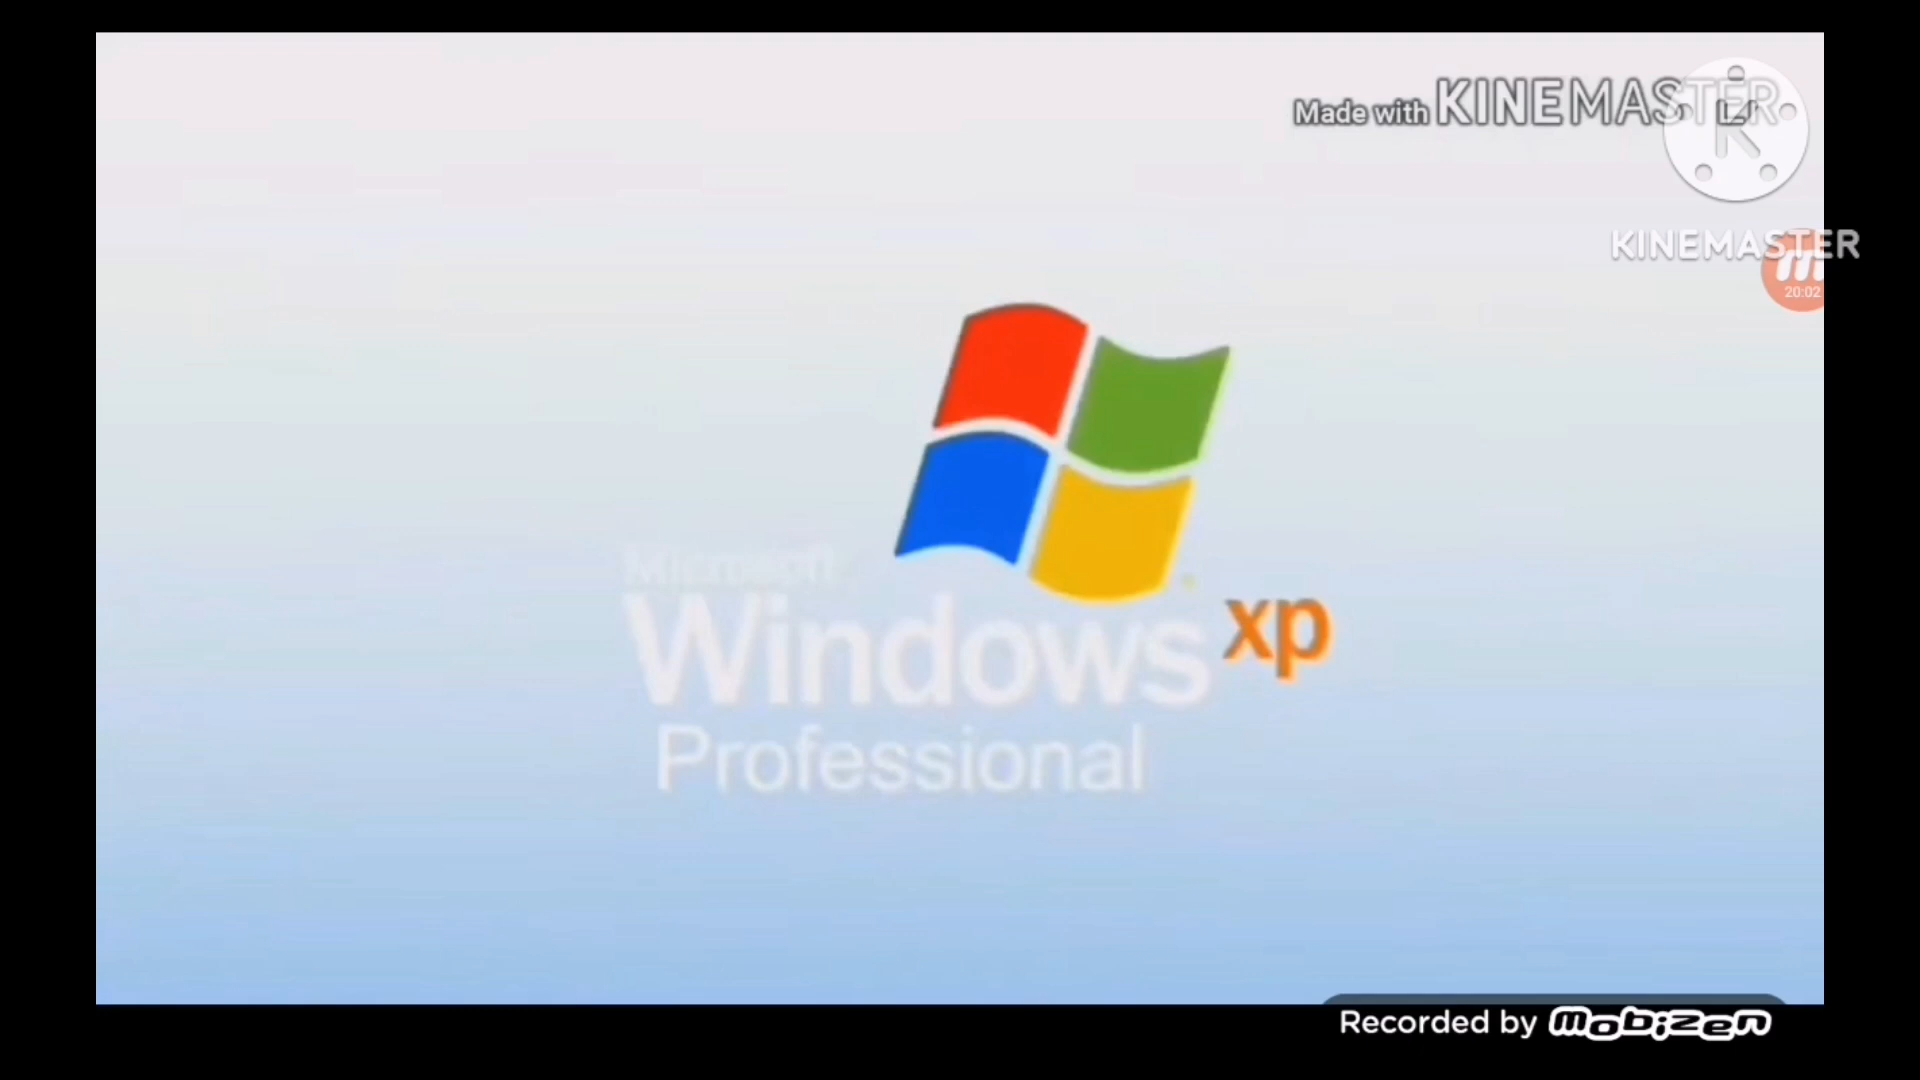 Made with KINEMASTER
KINEMASTER
20:02
Microsoft
Windows xp
Professional
Recorded by mobizen